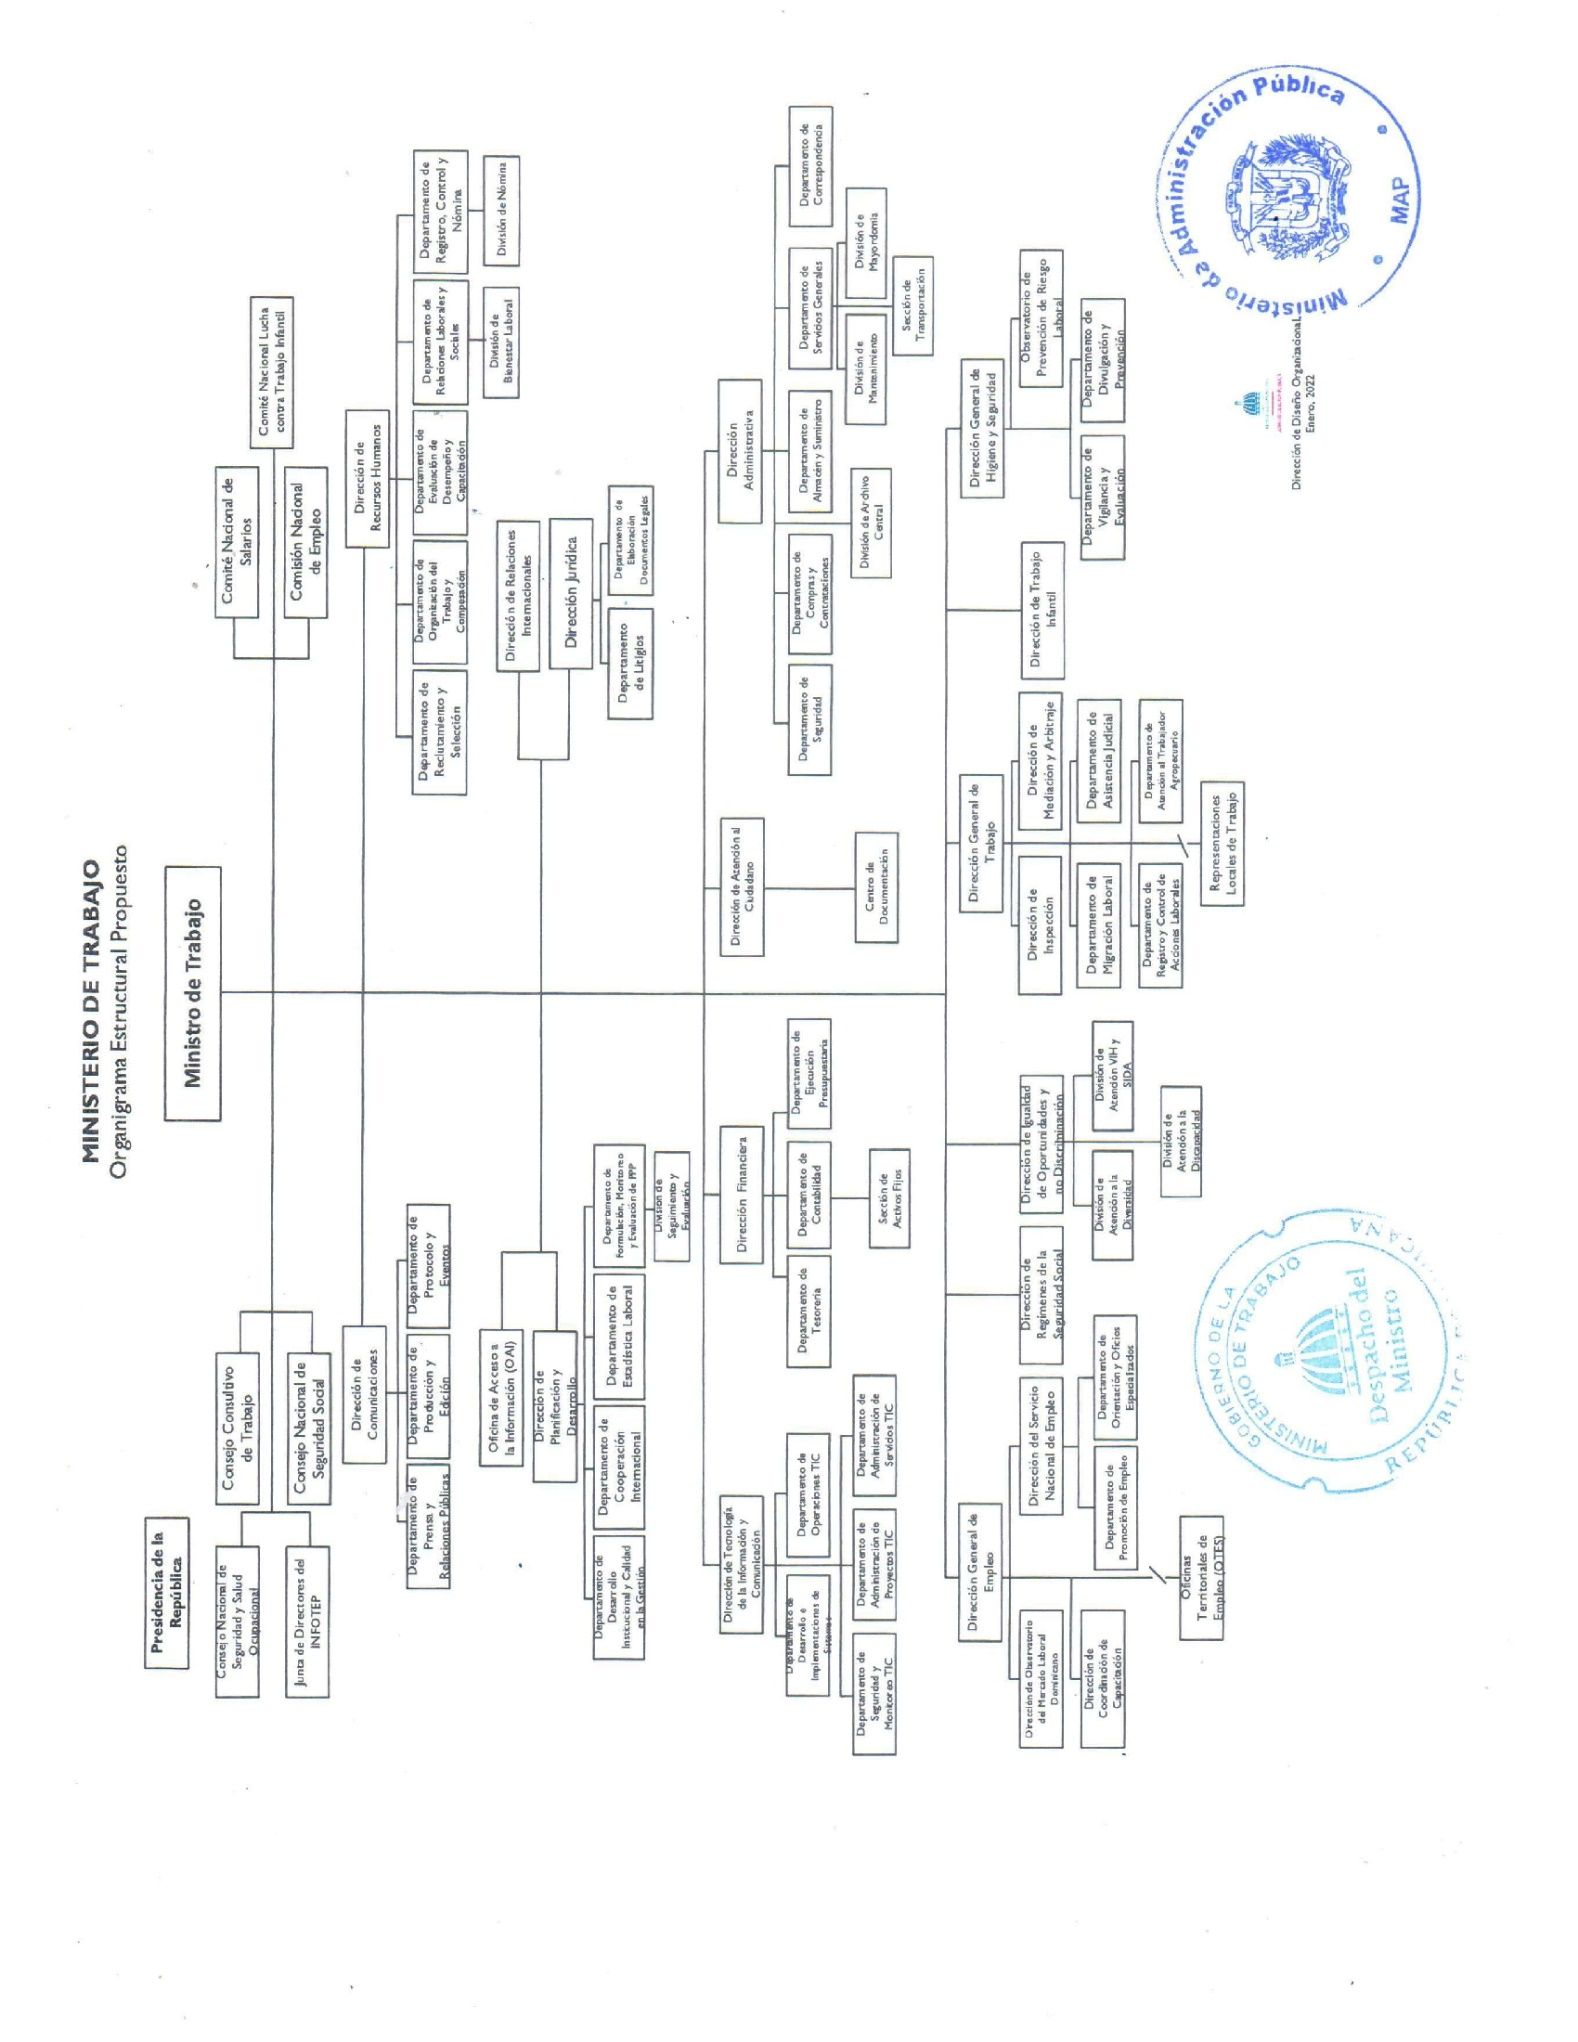 MINISTERIO DE TRABAJO
Organigrama Estructural Propuesto
Presidencia de la
República
Ministro de Trabajo
Consejo Nacional de
Seguridad y Salud
Ocupacional
Junta de Directores del
INFOTEP
Consejo Consultivo
de Trabajo
Consejo Nacional de
Seguridad Social
Comité Nacional de
Salarios
Comisión Nacional
de Empleo
Comité Nacional Lucha
contra Trabajo Infantil
Dirección de
Comunicaciones
Departamento de
Prensa y
Relaciones Públicas
Departamento de
Producción y
Edición
Departamento de
Protocolo y
Eventos
Dirección de
Recursos Humanos
Departamento de
Reclutamiento y
Selección
Departamento de
Organización del
Trabajo y
Compensación
Departamento de
Evaluación de
Desempeño y
Capacitación
Departamento de
Relaciones Laborales y
Sociales
Departamento de
Registro, Control y
Nómina
División de
Bienestar Laboral
División de Nómina
Oficina de Acceso a
la Información (OAI)
Dirección de
Planificación y
Desarrollo
Departamento de
Desarrollo
Institucional y Calidad
en la Gestión
Departamento de
Cooperación
Internacional
Departamento de
Estadística Laboral
Departamento de
Formulación, Monitoreo
y Evaluación de PPP
División de
Seguimiento y
Evaluación
Dirección de Relaciones
Internacionales
Dirección Jurídica
Departamento
de Litigios
Departamento de
Elaboración
Documentos Legales
Dirección de Tecnología
de la Información y
Comunicación
Departamento de
Desarrollo e
Implementaciones de
Sistemas
Departamento de
Operaciones TIC
Departamento de
Seguridad y
Monitoreo TIC
Departamento de
Administración de
Proyectos TIC
Departamento de
Administración de
Servidos TIC
Dirección Financiera
Departamento de
Tesorería
Departamento de
Contabilidad
Departamento de
Ejecución
Presupuestaria
Sección de
Activos Fijos
Dirección de Atención al
Ciudadano
Centro de
Documentación
Dirección
Administrativa
Departamento de
Seguridad
Departamento de
Compras y
Contrataciones
Departamento de
Almacén y Suministro
Departamento de
Servicios Generales
Departamento de
Correspondencia
División de Archivo
Central
División de
Mantenimiento
División de
Mayordomía
Sección de
Transportación
Dirección General de
Empleo
Dirección de Observatorio
del Mercado Laboral
Dominicano
Dirección del Servicio
Nacional de Empleo
Dirección de
Coordinación de
Capacitación
Departamento de
Promoción de Empleo
Departamento de
Orientación y Oficios
Especializados
Oficinas
Territoriales de
Empleo (OTES)
Dirección de
Regímenes de la
Seguridad Social
Dirección de Igualdad
de Oportunidades y
no Discriminación
División de
Atención a la
Diversidad
División de
Atención VIH y
SIDA
División de
Atención a la
Discapacidad
Dirección General de
Trabajo
Dirección de
Inspección
Dirección de
Mediación y Arbitraje
Departamento de
Migración Laboral
Departamento de
Asistencia Judicial
Departamento de
Registro y Control de
Acciones Laborales
Departamento de
Atención al Trabajador
Agropecuario
Representaciones
Locales de Trabajo
Dirección de Trabajo
Infantil
Dirección General de
Higiene y Seguridad
Observatorio de
Prevención de Riesgo
Laboral
Departamento de
Vigilancia y
Evaluación
Departamento de
Divulgación y
Prevención
Dirección de Diseño Organizacional
Enero, 2022
GOBIERNO DE LA
REPÚBLICA DOMINICANA
MINISTERIO DE TRABAJO
Despacho del
Ministro
Ministerio de Administración Pública
MAP